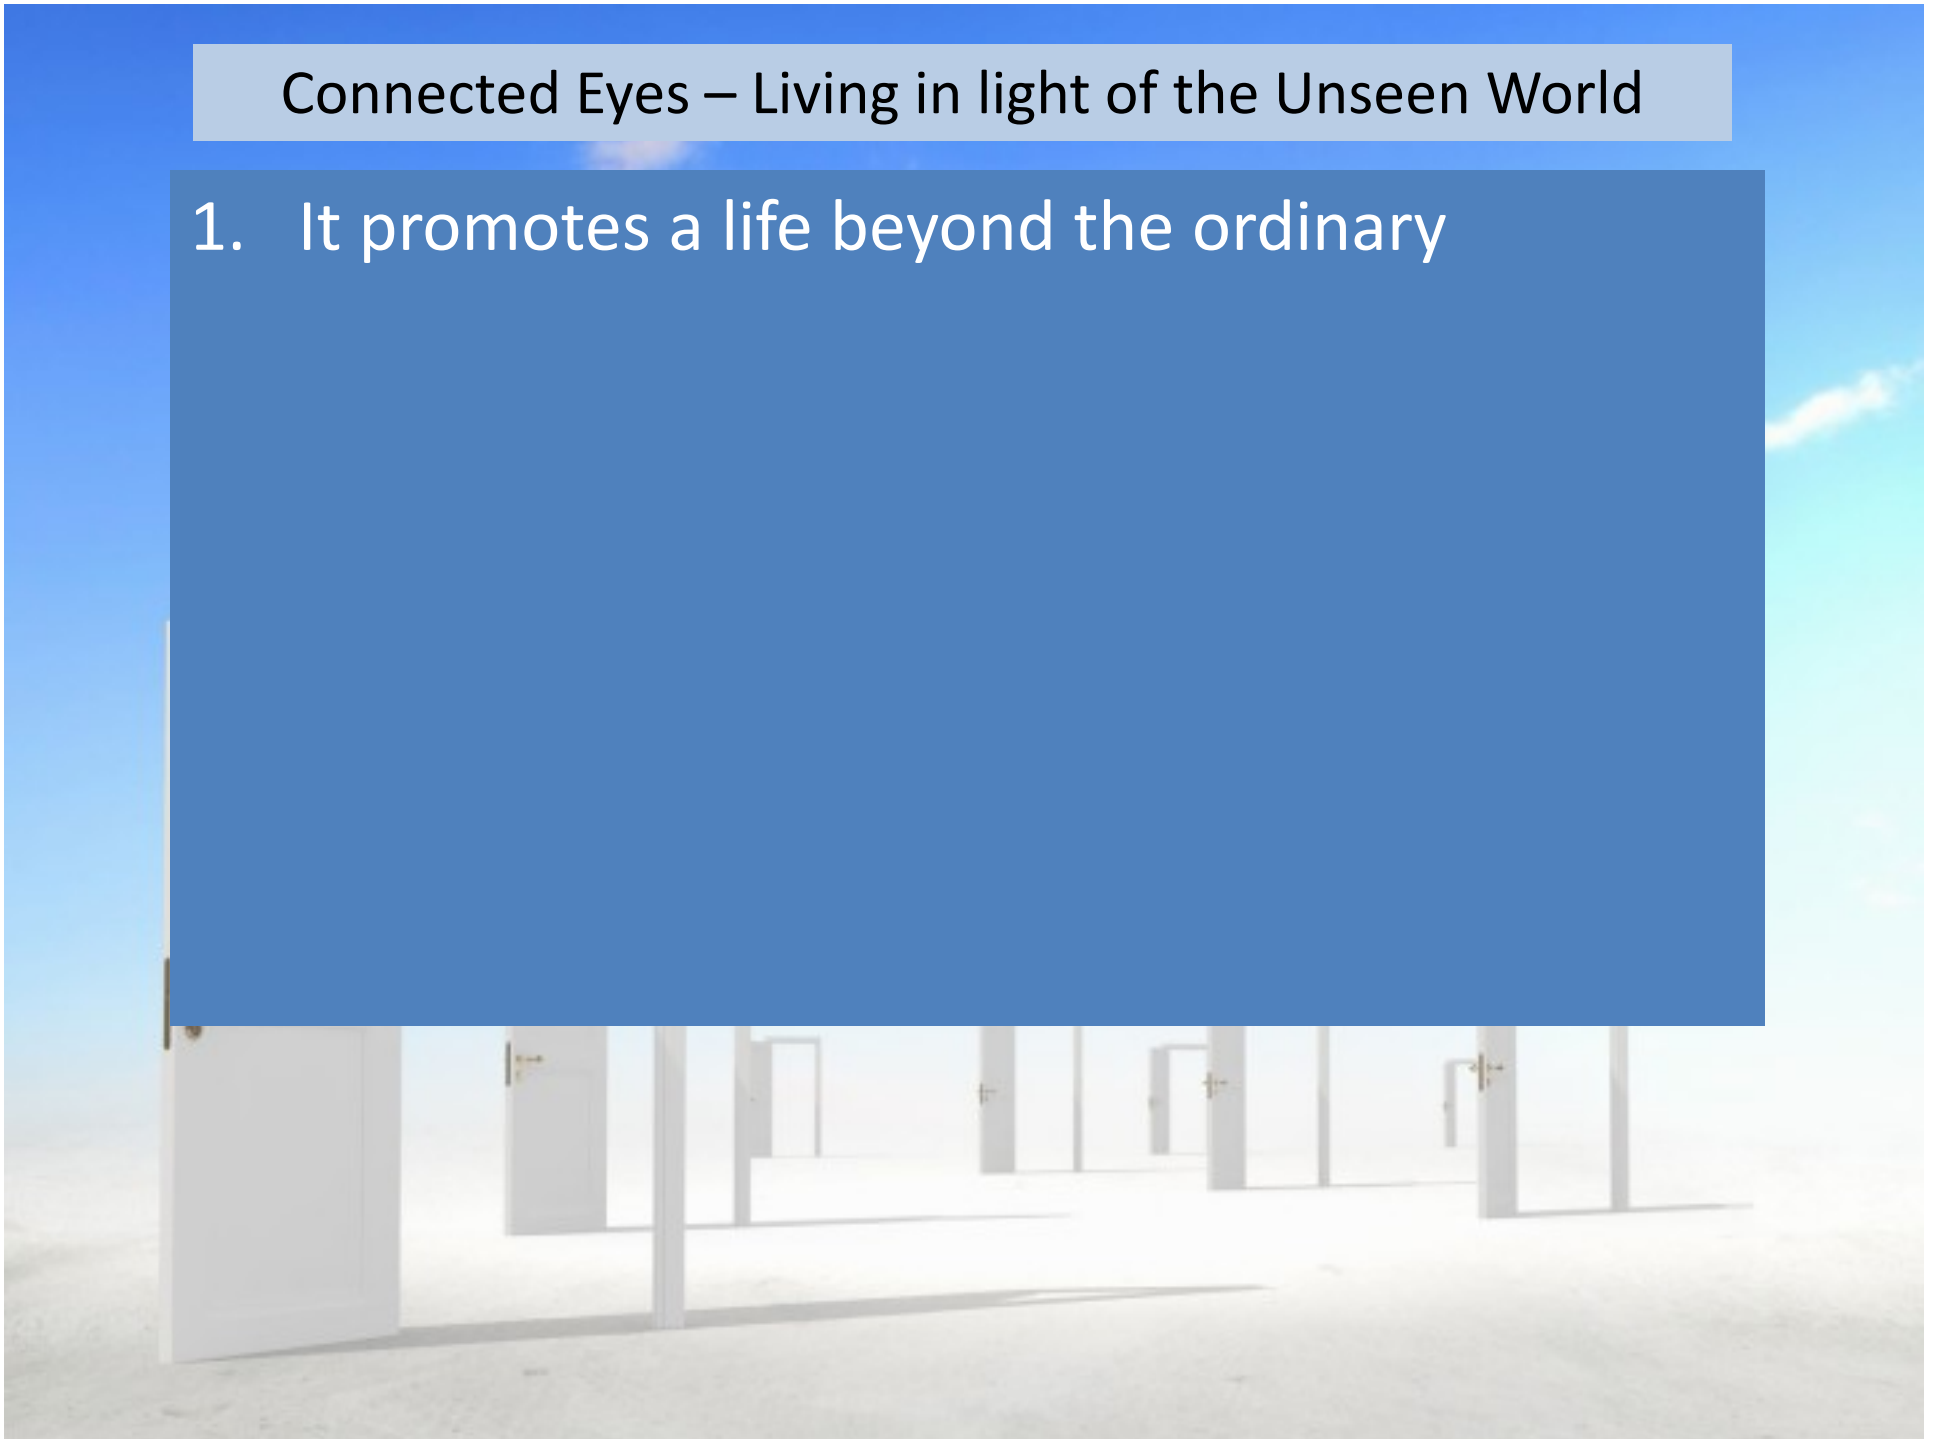 Connected Eyes – Living in light of the Unseen World
1. It promotes a life beyond the ordinary